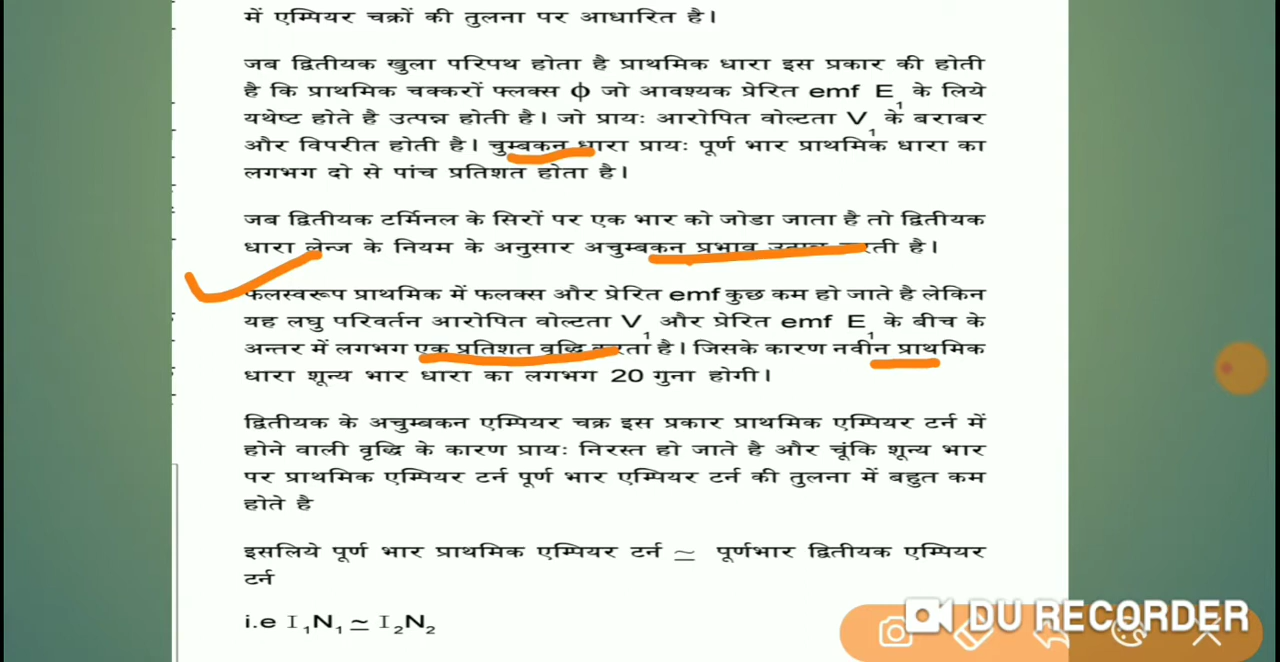 में एम्पियर चक्रों की तुलना पर आधारित है।
जब द्वितीयक खुला परिपथ होता है प्राथमिक धारा इस प्रकार की होती
है कि प्राथमिक चक्करों फ्लक्स ϕ जो आवश्यक प्रेरित emf E₁ के लिये
यथेष्ट होते है उत्पन्न होती है। जो प्रायः आरोपित वोल्टता V₁ के बराबर
और विपरीत होती है। चुम्बकन धारा प्रायः पूर्ण भार प्राथमिक धारा का
लगभग दो से पांच प्रतिशत होता है।
जब द्वितीयक टर्मिनल के सिरों पर एक भार को जोडा जाता है तो द्वितीयक
धारा लेन्ज के नियम के अनुसार अचुम्बकन प्रभाव उत्पन्न करती है।
फलस्वरूप प्राथमिक में फलक्स और प्रेरित emf कुछ कम हो जाते है लेकिन
यह लघु परिवर्तन आरोपित वोल्टता V₁ और प्रेरित emf E₁ के बीच के
अन्तर में लगभग एक प्रतिशत वृद्धि करता है। जिसके कारण नवीन प्राथमिक
धारा शून्य भार धारा का लगभग 20 गुना होगी।
द्वितीयक के अचुम्बकन एम्पियर चक्र इस प्रकार प्राथमिक एम्पियर टर्न में
होने वाली वृद्धि के कारण प्रायः निरस्त हो जाते है और चूंकि शून्य भार
पर प्राथमिक एम्पियर टर्न पूर्ण भार एम्पियर टर्न की तुलना में बहुत कम
होते है
इसलिये पूर्ण भार प्राथमिक एम्पियर टर्न ≃ पूर्णभार द्वितीयक एम्पियर
टर्न
i.e I₁N₁ ≃ I₂N₂
DU RECORDER